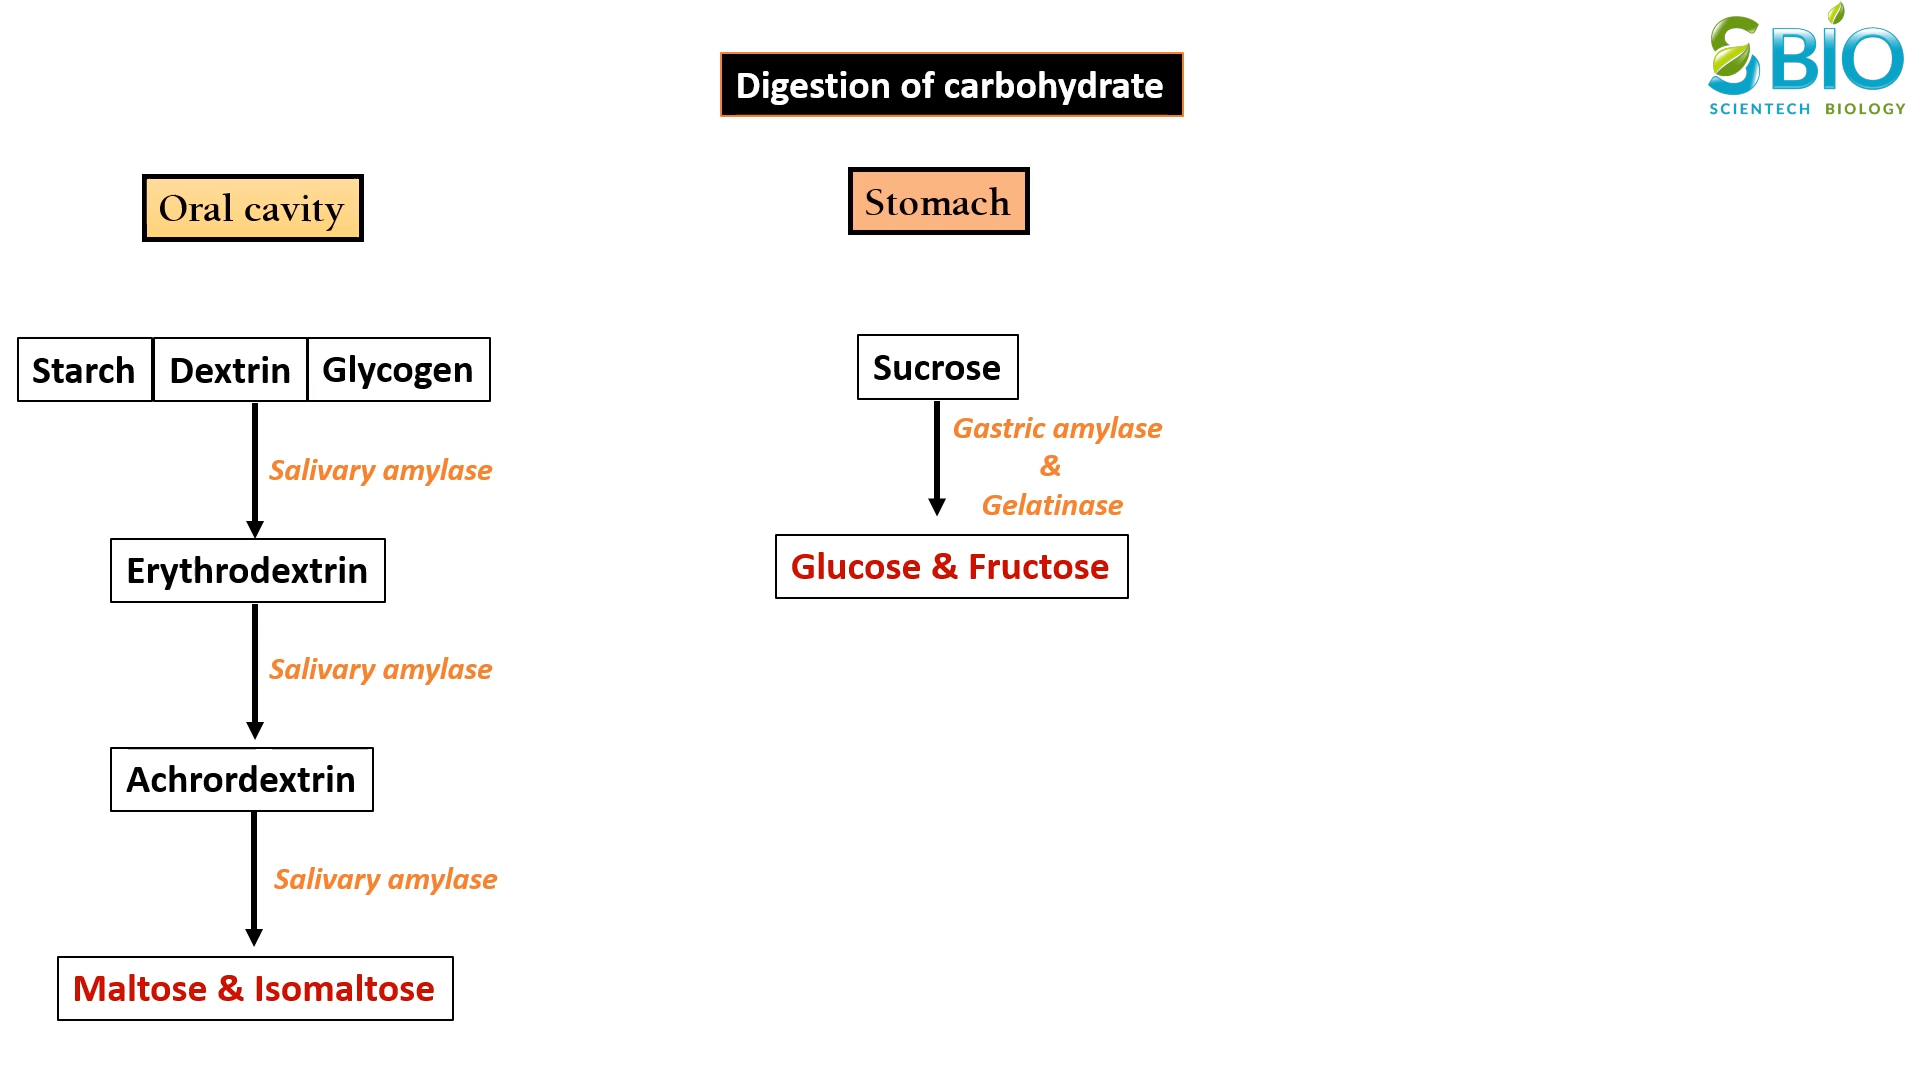 Digestion of carbohydrate
S BIO
SCIENTECH BIOLOGY
Oral cavity
Starch Dextrin Glycogen
Salivary amylase
Erythrodextrin
Salivary amylase
Achrordextrin
Salivary amylase
Maltose & Isomaltose
Stomach
Sucrose
Gastric amylase
&
Gelatinase
Glucose & Fructose